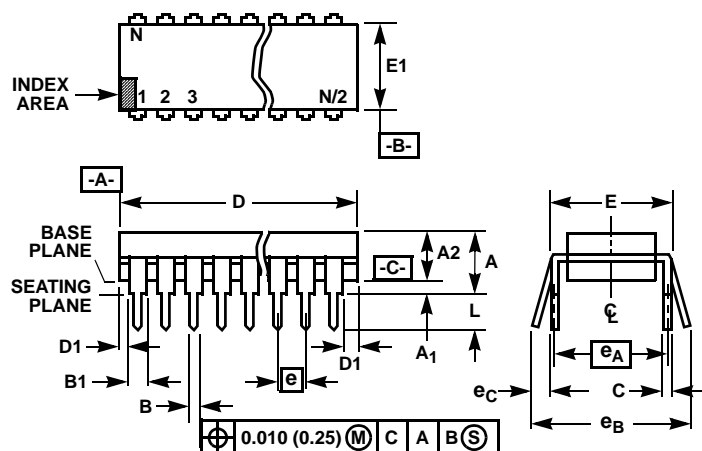 N
INDEX
AREA
1 2 3 N/2
E1
-B-
-A-
D
E
BASE
PLANE
-C-
A2
A
SEATING
PLANE
L
C
L
D1
A1
D1
eA
B1
e
eC
C
B
eB
0.010 (0.25) M C A B S